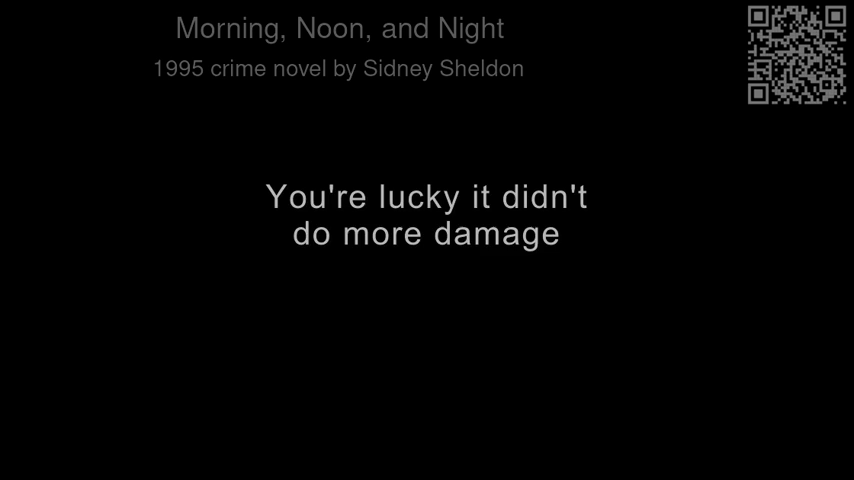 Morning, Noon, and Night
1995 crime novel by Sidney Sheldon
You're lucky it didn't
do more damage